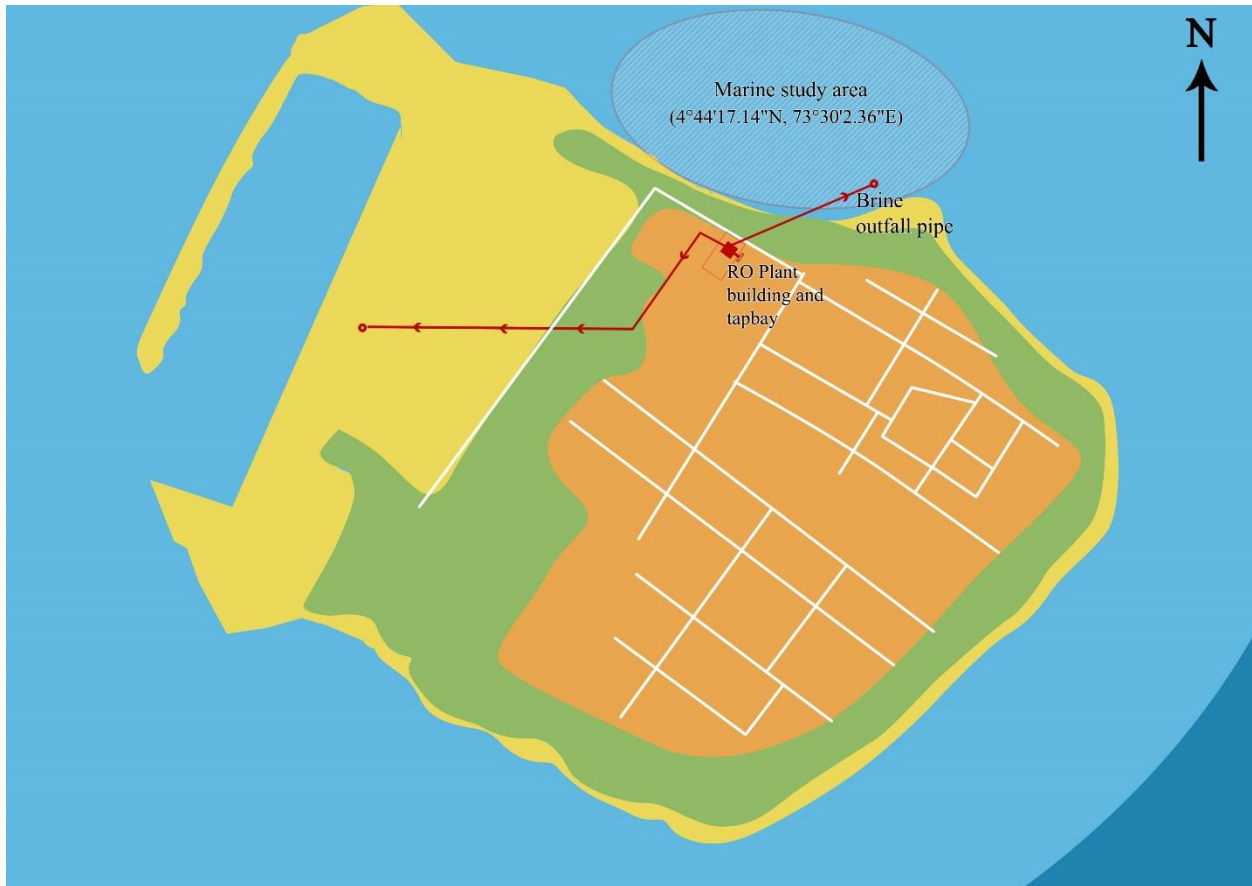 N
Marine study area
(4°44'17.14"N, 73°30'2.36"E)
Brine
outfall pipe
RO Plant
building and
tapbay